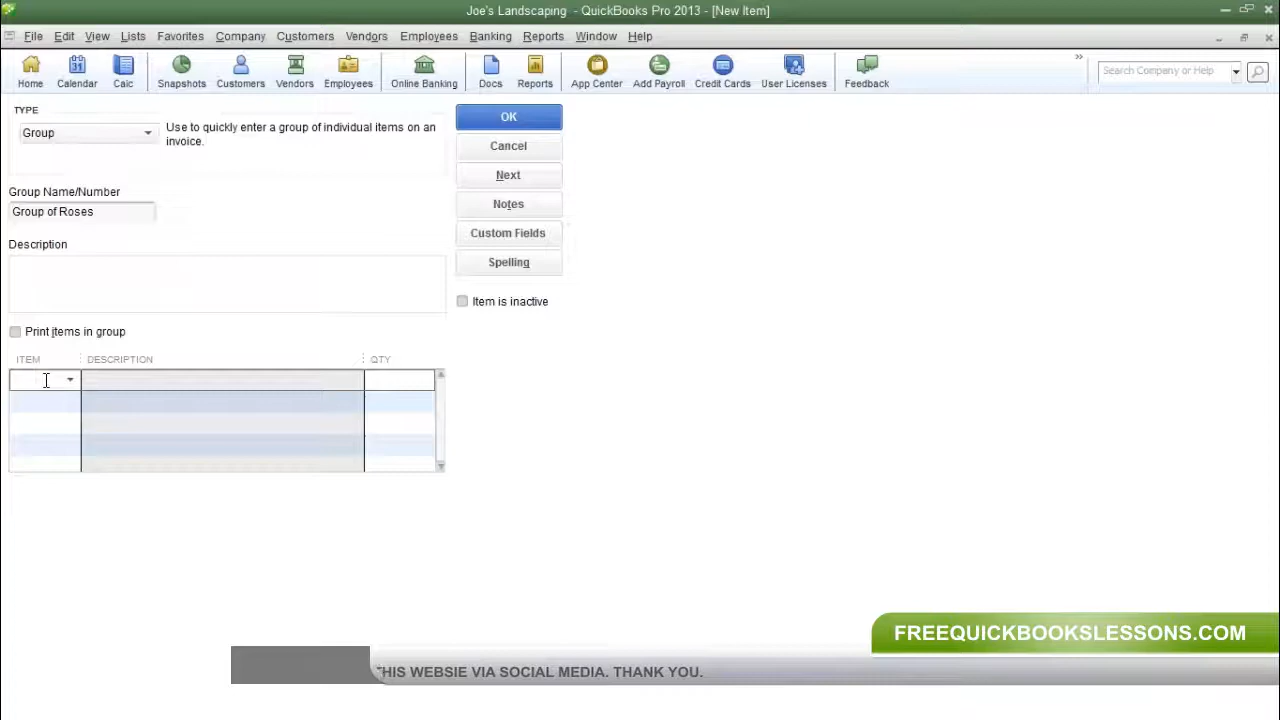 Joe's Landscaping - QuickBooks Pro 2013 - [New Item]
File Edit View Lists Favorites Company Customers Vendors Employees Banking Reports Window Help
Home Calendar Calc Snapshots Customers Vendors Employees Online Banking Docs Reports App Center Add Payroll Credit Cards User Licenses Feedback
Search Company or Help
TYPE
Group
Use to quickly enter a group of individual items on an
invoice.
Group Name/Number
Group of Roses
Description
OK
Cancel
Next
Notes
Custom Fields
Spelling
Item is inactive
Print items in group
ITEM DESCRIPTION QTY
FREEQUICKBOOKSLESSONS.COM
HIS WEBSIE VIA SOCIAL MEDIA. THANK YOU.